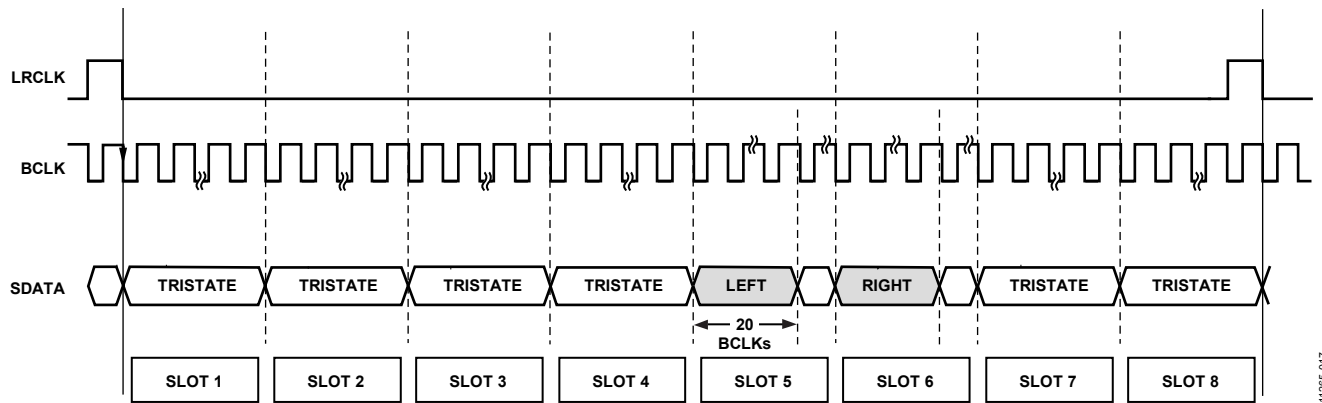 LRCLK
BCLK
SDATA
TRISTATE TRISTATE TRISTATE TRISTATE LEFT RIGHT TRISTATE TRISTATE
20
BCLKs
SLOT 1 SLOT 2 SLOT 3 SLOT 4 SLOT 5 SLOT 6 SLOT 7 SLOT 8